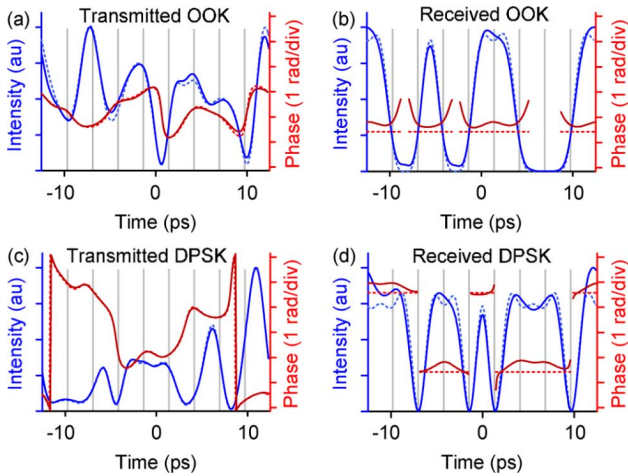 (a) Transmitted OOK
(b) Received OOK
Intensity (au)
Phase (1 rad/div)
Intensity (au)
Phase (1 rad/div)
-10 0 10
-10 0 10
Time (ps)
Time (ps)
(c) Transmitted DPSK
(d) Received DPSK
Intensity (au)
Phase (1 rad/div)
Intensity (au)
Phase (1 rad/div)
-10 0 10
-10 0 10
Time (ps)
Time (ps)